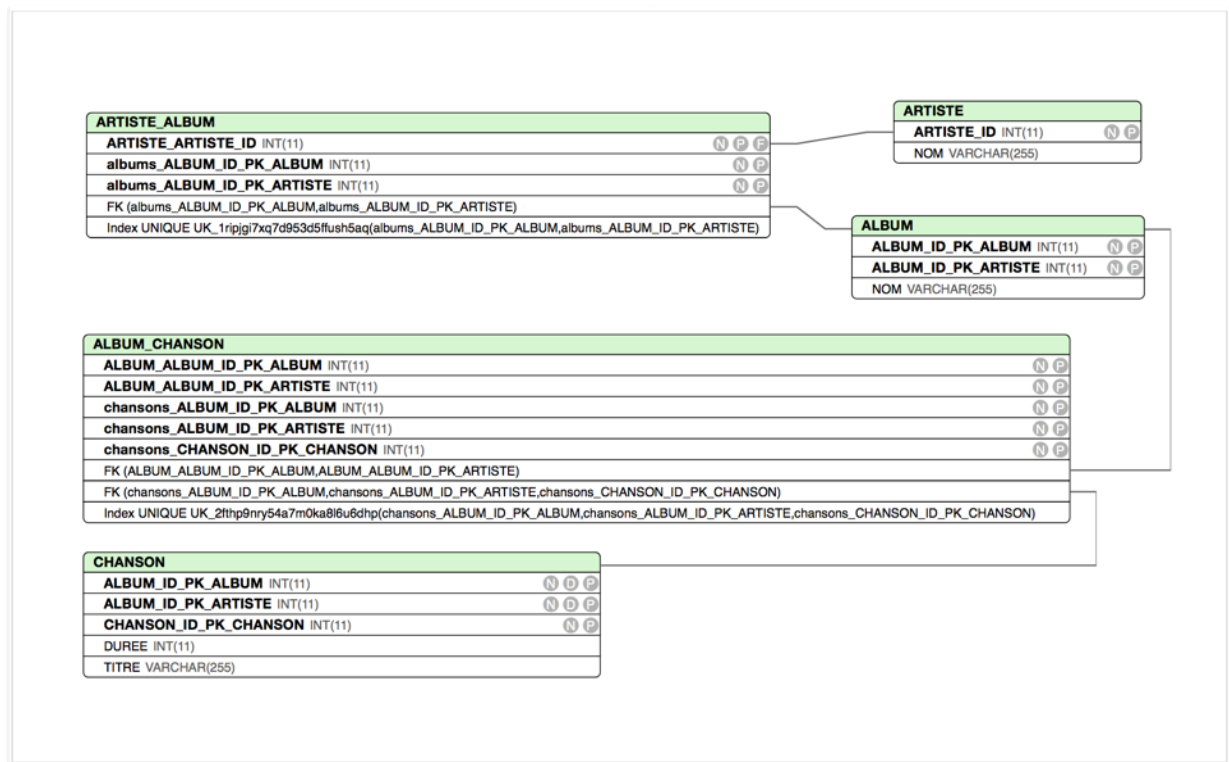 ARTISTE_ALBUM
ARTISTE_ARTISTE_ID INT(11) N P F
albums_ALBUM_ID_PK_ALBUM INT(11) N P
albums_ALBUM_ID_PK_ARTISTE INT(11) N P
FK (albums_ALBUM_ID_PK_ALBUM,albums_ALBUM_ID_PK_ARTISTE)
Index UNIQUE UK_1ripjgi7xq7d953d5ffush5aq(albums_ALBUM_ID_PK_ALBUM,albums_ALBUM_ID_PK_ARTISTE)
ARTISTE
ARTISTE_ID INT(11) N P
NOM VARCHAR(255)
ALBUM
ALBUM_ID_PK_ALBUM INT(11) N P
ALBUM_ID_PK_ARTISTE INT(11) N P
NOM VARCHAR(255)
ALBUM_CHANSON
ALBUM_ALBUM_ID_PK_ALBUM INT(11) N P
ALBUM_ALBUM_ID_PK_ARTISTE INT(11) N P
chansons_ALBUM_ID_PK_ALBUM INT(11) N P
chansons_ALBUM_ID_PK_ARTISTE INT(11) N P
chansons_CHANSON_ID_PK_CHANSON INT(11) N P
FK (ALBUM_ALBUM_ID_PK_ALBUM,ALBUM_ALBUM_ID_PK_ARTISTE)
FK (chansons_ALBUM_ID_PK_ALBUM,chansons_ALBUM_ID_PK_ARTISTE,chansons_CHANSON_ID_PK_CHANSON)
Index UNIQUE UK_2fthp9nry54a7m0ka8l6u6dhp(chansons_ALBUM_ID_PK_ALBUM,chansons_ALBUM_ID_PK_ARTISTE,chansons_CHANSON_ID_PK_CHANSON)
CHANSON
ALBUM_ID_PK_ALBUM INT(11) N D P
ALBUM_ID_PK_ARTISTE INT(11) N D P
CHANSON_ID_PK_CHANSON INT(11) N P
DUREE INT(11)
TITRE VARCHAR(255)